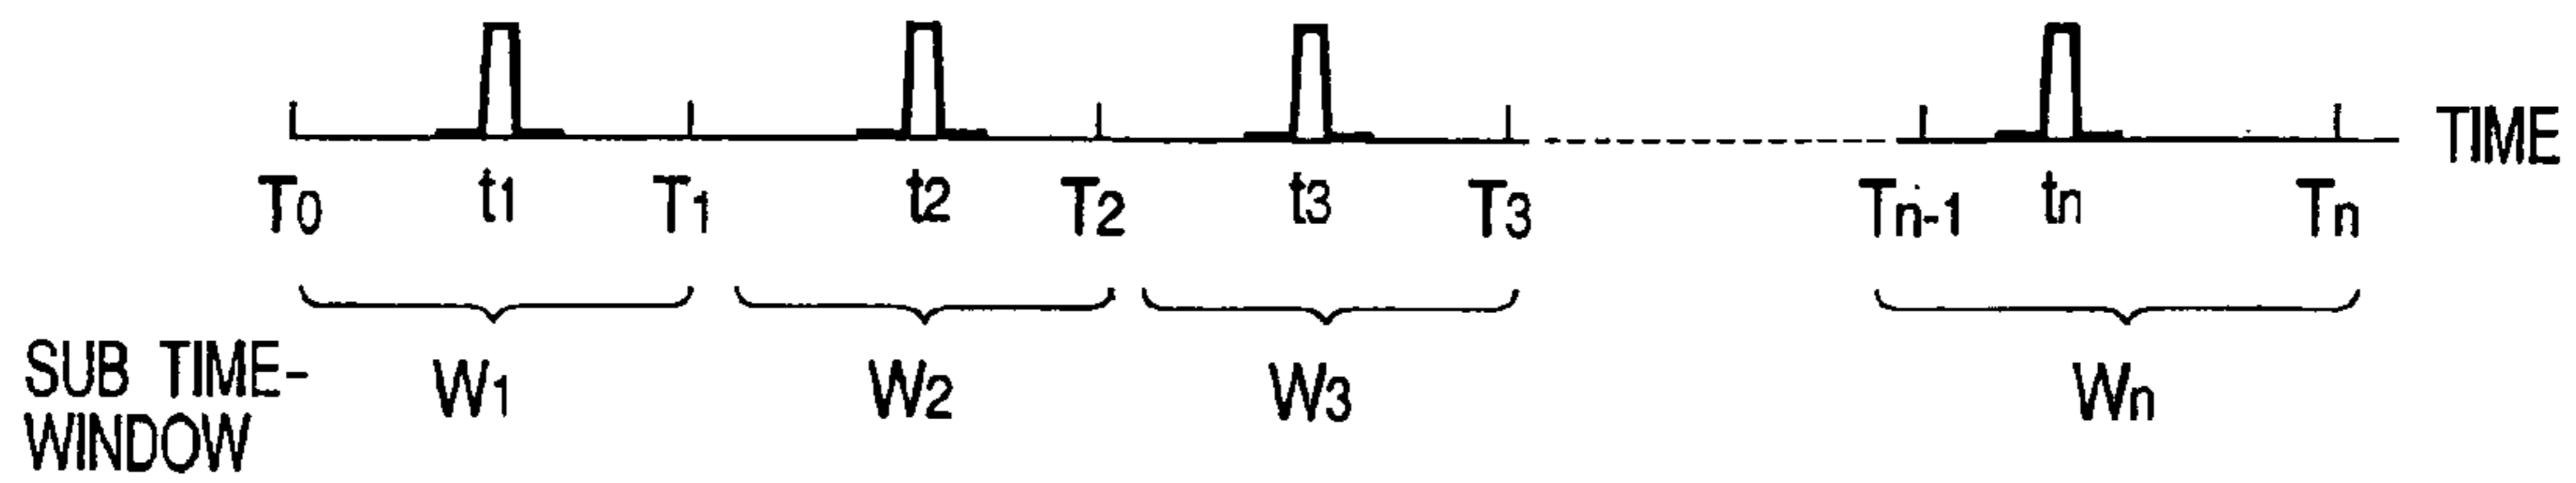 TIME
T0 t1 T1 t2 T2 t3 T3 Tn-1 tn Tn
SUB TIME-
WINDOW
W1 W2 W3 Wn